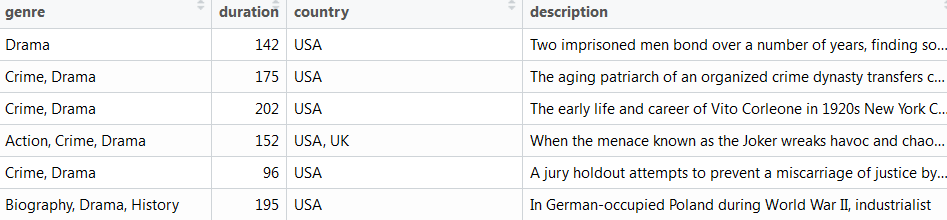 genre duration country description
Drama 142 USA Two imprisoned men bond over a number of years, finding so...
Crime, Drama 175 USA The aging patriarch of an organized crime dynasty transfers c...
Crime, Drama 202 USA The early life and career of Vito Corleone in 1920s New York C...
Action, Crime, Drama 152 USA, UK When the menace known as the Joker wreaks havoc and chao...
Crime, Drama 96 USA A jury holdout attempts to prevent a miscarriage of justice by...
Biography, Drama, History 195 USA In German-occupied Poland during World War II, industrialist